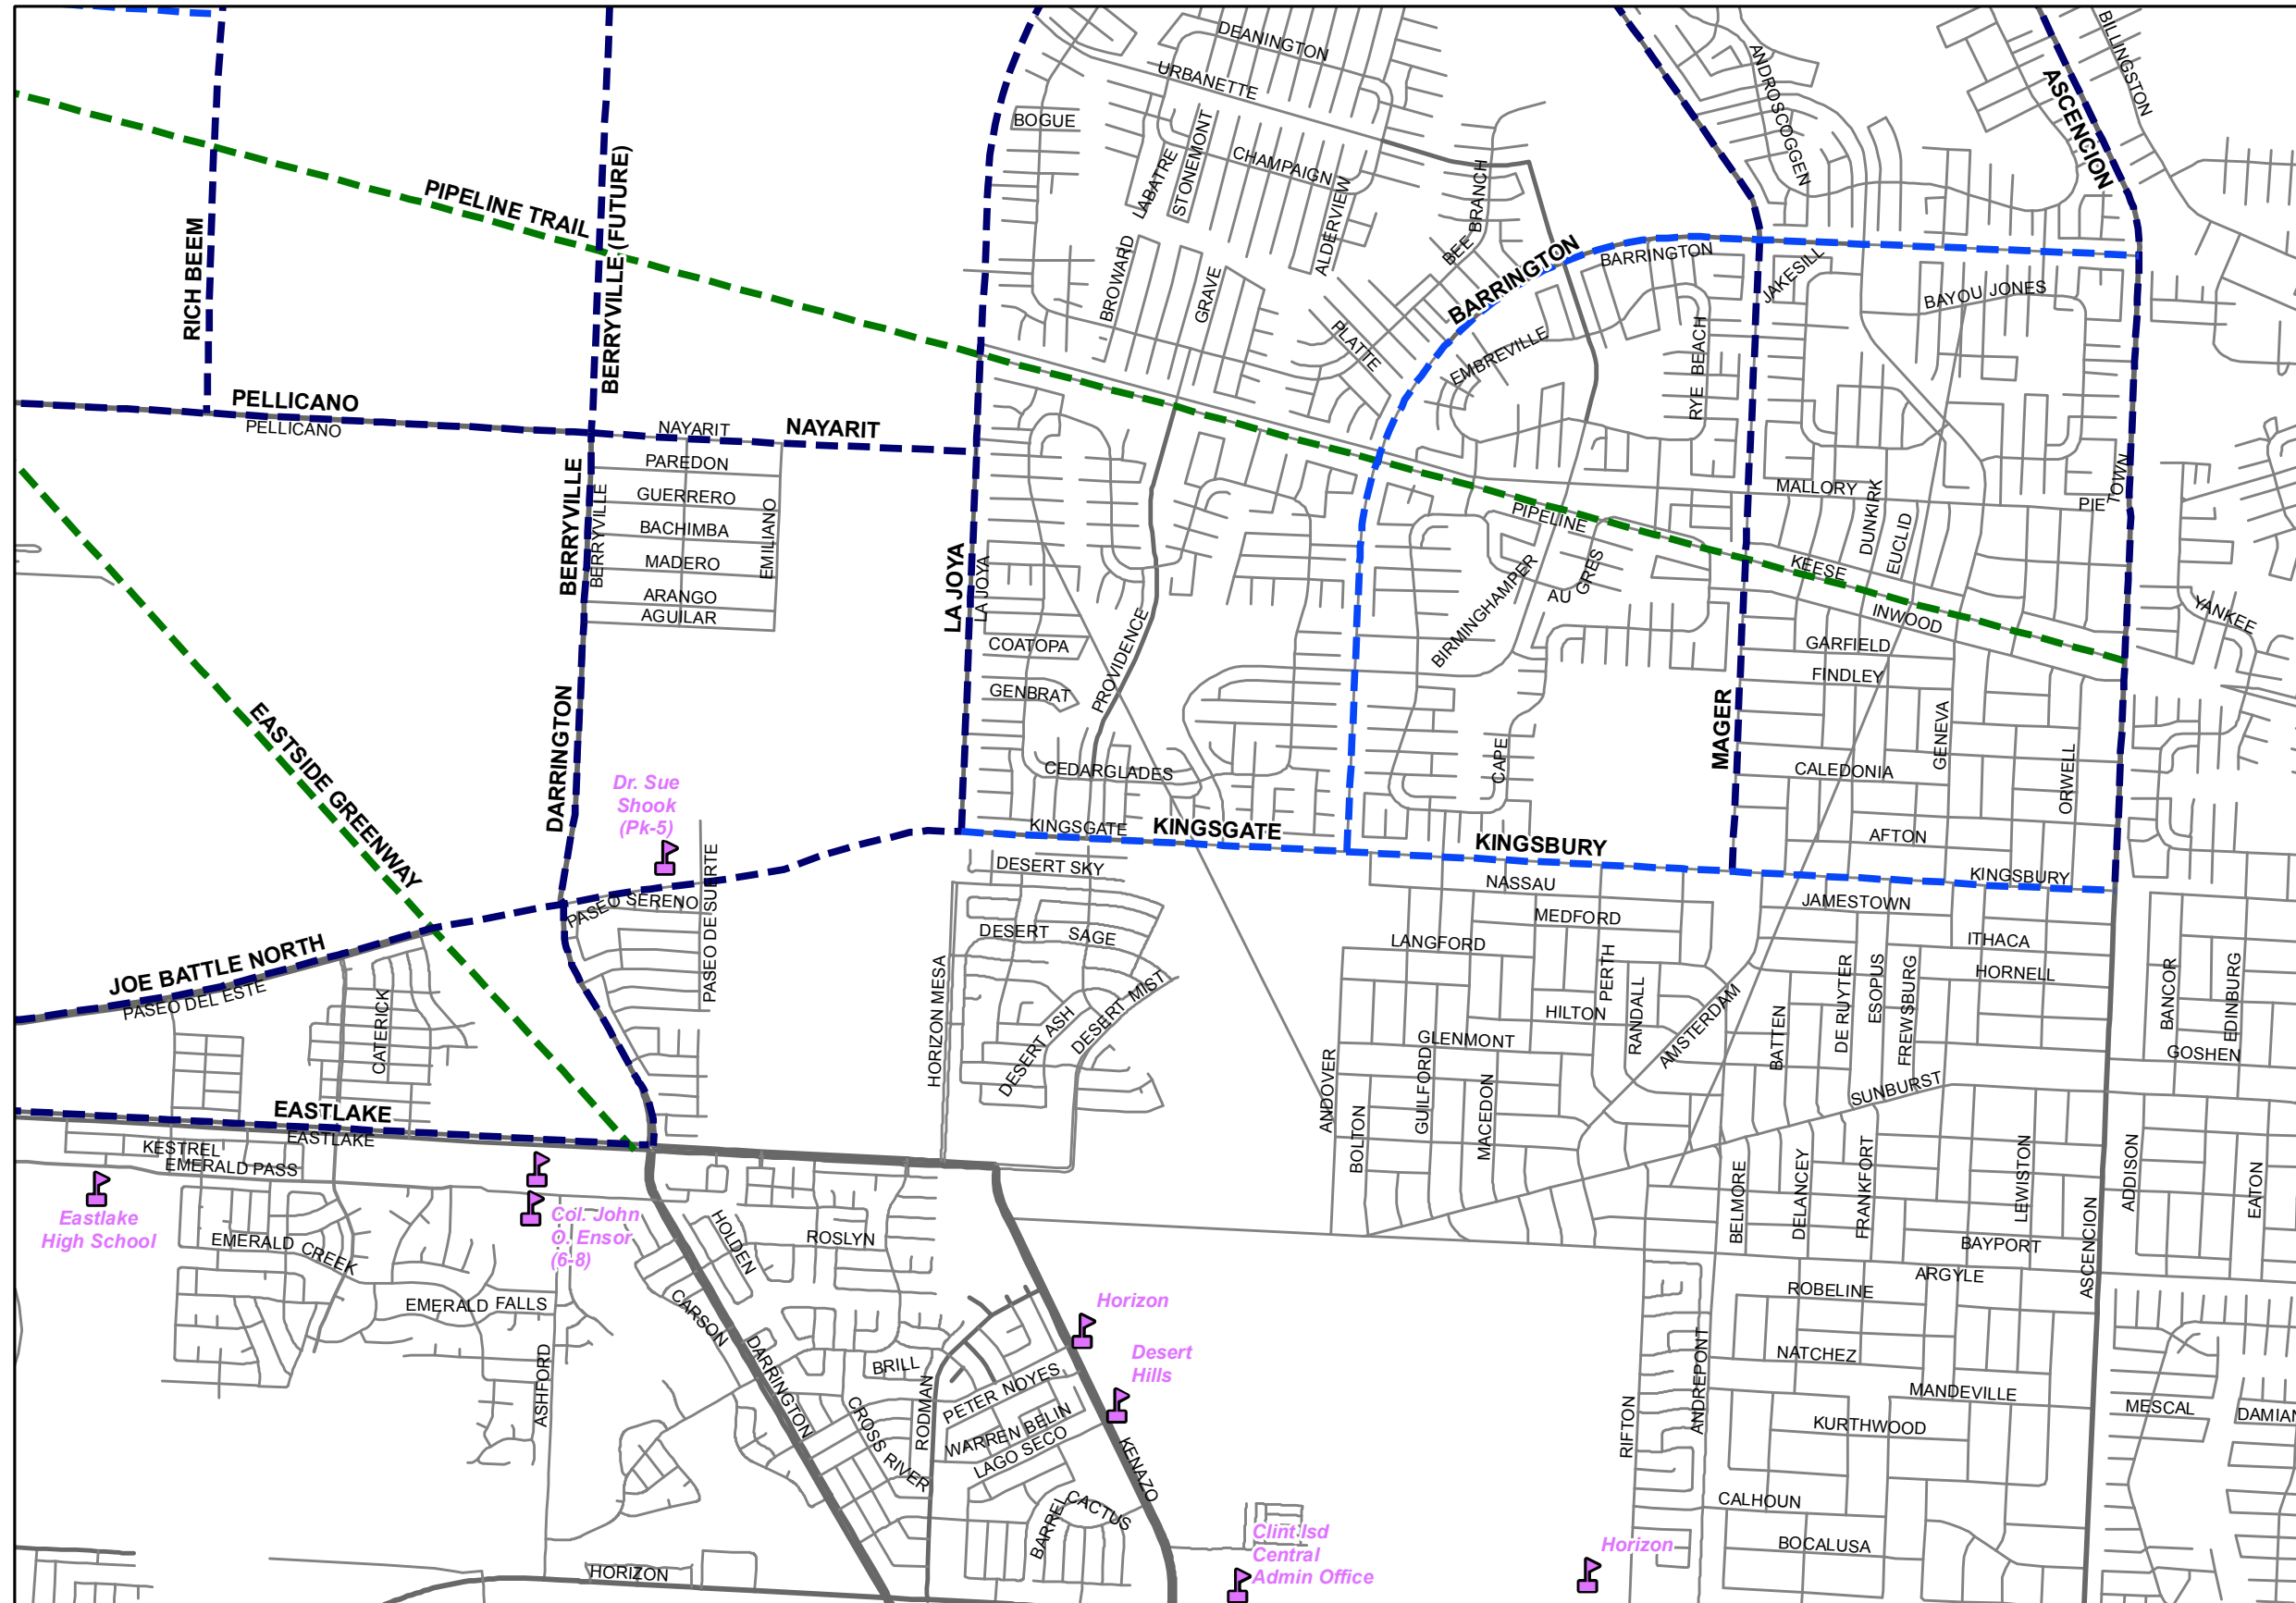 DEANINGTON
URBANETTE
BOGUE
LABATRE
STONEMONT
CHAMPAIGN
ALDERVIEW
BEE BRANCH
ANDROSCOGGEN
ASCENCION
BILLINGSTON
PIPELINE TRAIL
RICH BEEM
BERRYVILLE (FUTURE)
BROWARD
GRAVE
PLATTE
BARRINGTON
BARRINGTON
EMBREVILLE
RYE BEACH
JAKESILL
BAYOU JONES
PELLICANO
PELLICANO
NAYARIT
NAYARIT
PAREDON
GUERRERO
BACHIMBA
MADERO
ARANGO
AGUILAR
EMILIANO
BERRYVILLE
BERRYVILLE
LA JOYA
LA JOYA
COATOPA
GENBRAT
PROVIDENCE
CEDARGLADES
PIPELINE
BIRMINGHAMPER
AU GRES
CAPE
MALLORY
DUNKIRK
EUCLID
PIE TOWN
KEESE
INWOOD
GARFIELD
FINDLEY
GENEVA
CALEDONIA
ORWELL
AFTON
YANKEE
MAGER
EASTSIDE GREENWAY
DARRINGTON
Dr. Sue
Shook
(Pk-5)
PASEO SERENO
PASEO DE SUERTE
KINGSGATE
KINGSGATE
KINGSBURY
KINGSBURY
DESERT SKY
DESERT SAGE
DESERT ASH
DESERT MIST
HORIZON MESA
NASSAU
MEDFORD
LANGFORD
PERTH
RANDALL
HILTON
GLENMONT
GUILFORD
MACEDON
ANDOVER
BOLTON
AMSTERDAM
JAMESTOWN
ITHACA
HORNELL
BATTEN
DE RUYTER
ESOPUS
FREWSBURG
SUNBURST
BANCOR
EDINBURG
GOSHEN
JOE BATTLE NORTH
PASEO DEL ESTE
CATERICK
EASTLAKE
EASTLAKE
KESTREL
EMERALD PASS
Eastlake
High School
Col. John
O. Ensor
(6-8)
EMERALD CREEK
EMERALD FALLS
ASHFORD
HOLDEN
ROSLYN
CARSON
DARRINGTON
BRILL
CROSS RIVER
RODMAN
PETER NOYES
WARREN BELIN
LAGO SECO
BARREL CACTUS
KENAZO
Horizon
Desert
Hills
BELMORE
DELANCEY
FRANKFORT
LEWISTON
ADDISON
EATON
ASCENCION
BAYPORT
ARGYLE
ROBELINE
NATCHEZ
MANDEVILLE
KURTHWOOD
ANDREPONT
RIFTON
MESCAL
DAMIAN
CALHOUN
BOCALUSA
HORIZON
Clint Isd
Central
Admin Office
Horizon